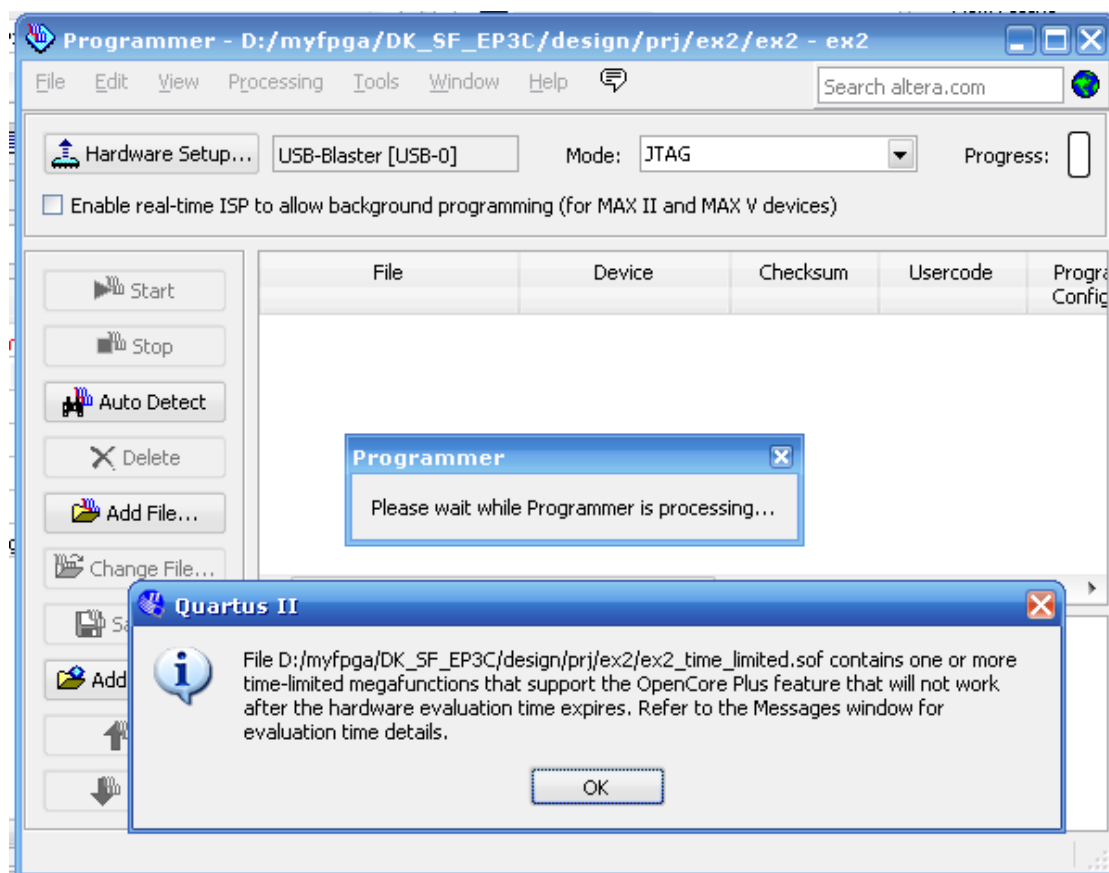 Programmer - D:/myfpga/DK_SF_EP3C/design/prj/ex2/ex2 - ex2
File Edit View Processing Tools Window Help Search altera.com
Hardware Setup... USB-Blaster [USB-0] Mode: JTAG Progress:
Enable real-time ISP to allow background programming (for MAX II and MAX V devices)
File Device Checksum Usercode
Start
Stop
Auto Detect
Delete
Add File...
Change File...
Add
Programmer
Please wait while Programmer is processing...
Quartus II
File D:/myfpga/DK_SF_EP3C/design/prj/ex2/ex2_time_limited.sof contains one or more
time-limited megafunctions that support the OpenCore Plus feature that will not work
after the hardware evaluation time expires. Refer to the Messages window for
evaluation time details.
OK